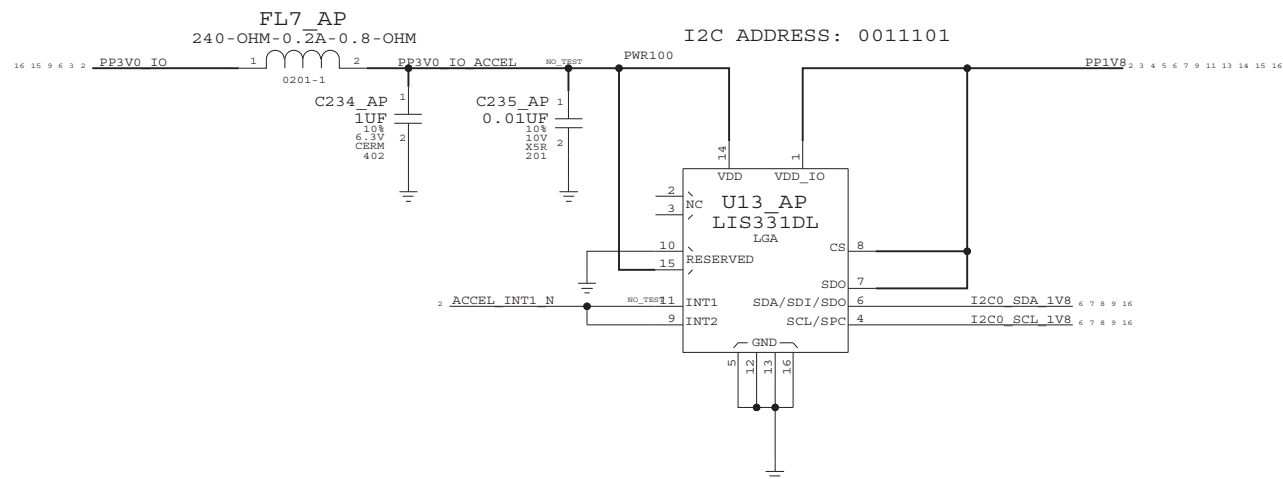 FL7_AP
240-OHM-0.2A-0.8-OHM
I2C ADDRESS: 0011101
16 15 9 6 3 2 PP3V0_IO 1 2 PP3V0_IO_ACCEL NO_TEST PWR100 PP1V8 2 3 4 5 6 7 9 11 13 14 15 16
0201-1
C234_AP 1
1UF
10%
6.3V 2
CERM
402
C235_AP 1
0.01UF
10%
10V 2
X5R
201
14 1
VDD VDD_IO
2 NC
3
U13_AP
LIS331DL
LGA
10 RESERVED
15
CS 8
SDO 7
2 ACCEL_INT1_N NO_TEST 11 INT1 SDA/SDI/SDO 6 I2C0_SDA_1V8 6 7 8 9 16
9 INT2 SCL/SPC 4 I2C0_SCL_1V8 6 7 8 9 16
GND
5 12 13 16